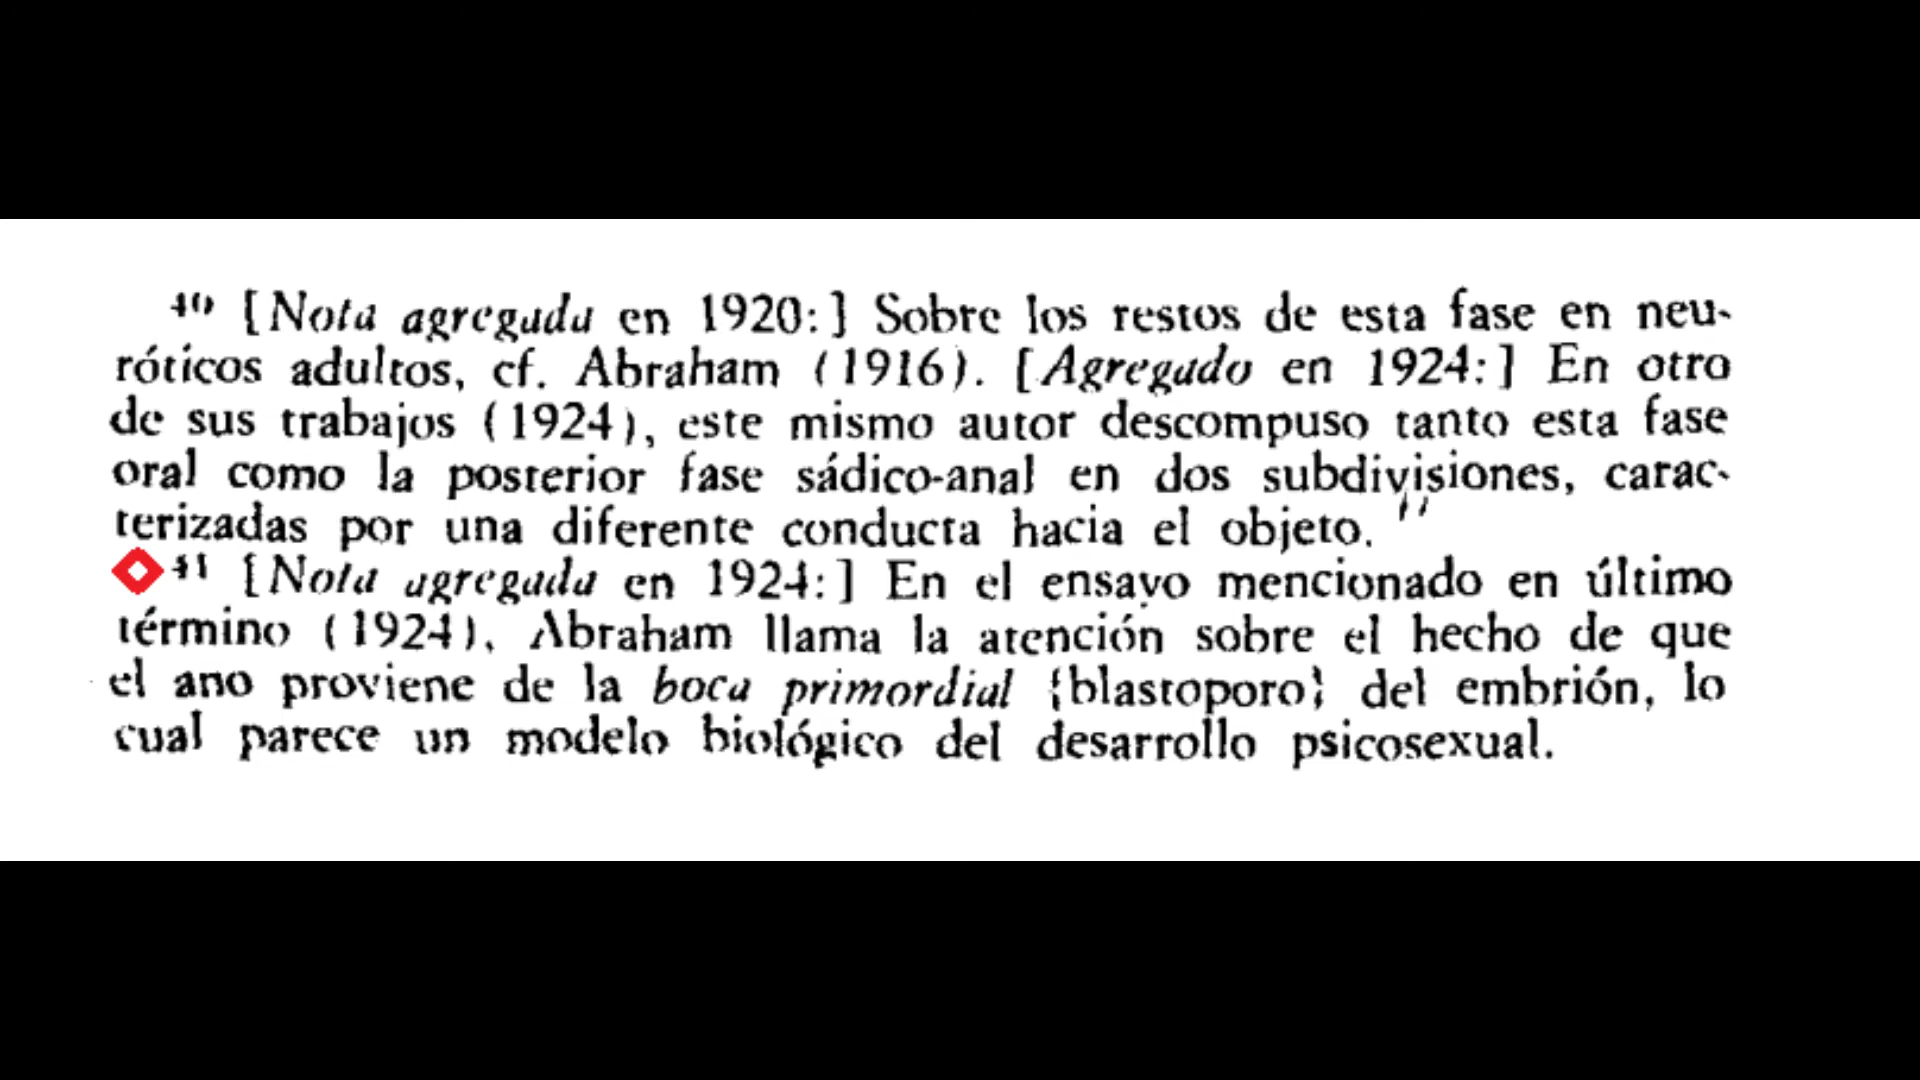 40 [Nota agregada en 1920:] Sobre los restos de esta fase en neu-
róticos adultos, cf. Abraham (1916). [Agregado en 1924:] En otro
de sus trabajos (1924), este mismo autor descompuso tanto esta fase
oral como la posterior fase sádico-anal en dos subdivisiones, carac-
terizadas por una diferente conducta hacia el objeto.
41 [Nota agregada en 1924:] En el ensayo mencionado en último
término (1924), Abraham llama la atención sobre el hecho de que
el ano proviene de la boca primordial {blastoporo} del embrión, lo
cual parece un modelo biológico del desarrollo psicosexual.